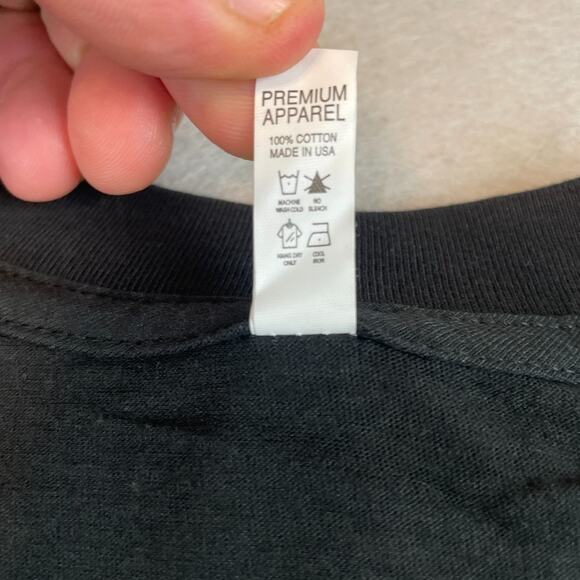 PREMIUM
APPAREL
100% COTTON
MADE IN USA
MACHINE NO
WASH COLD BLEACH
HANG DRY COOL
ONLY IRON